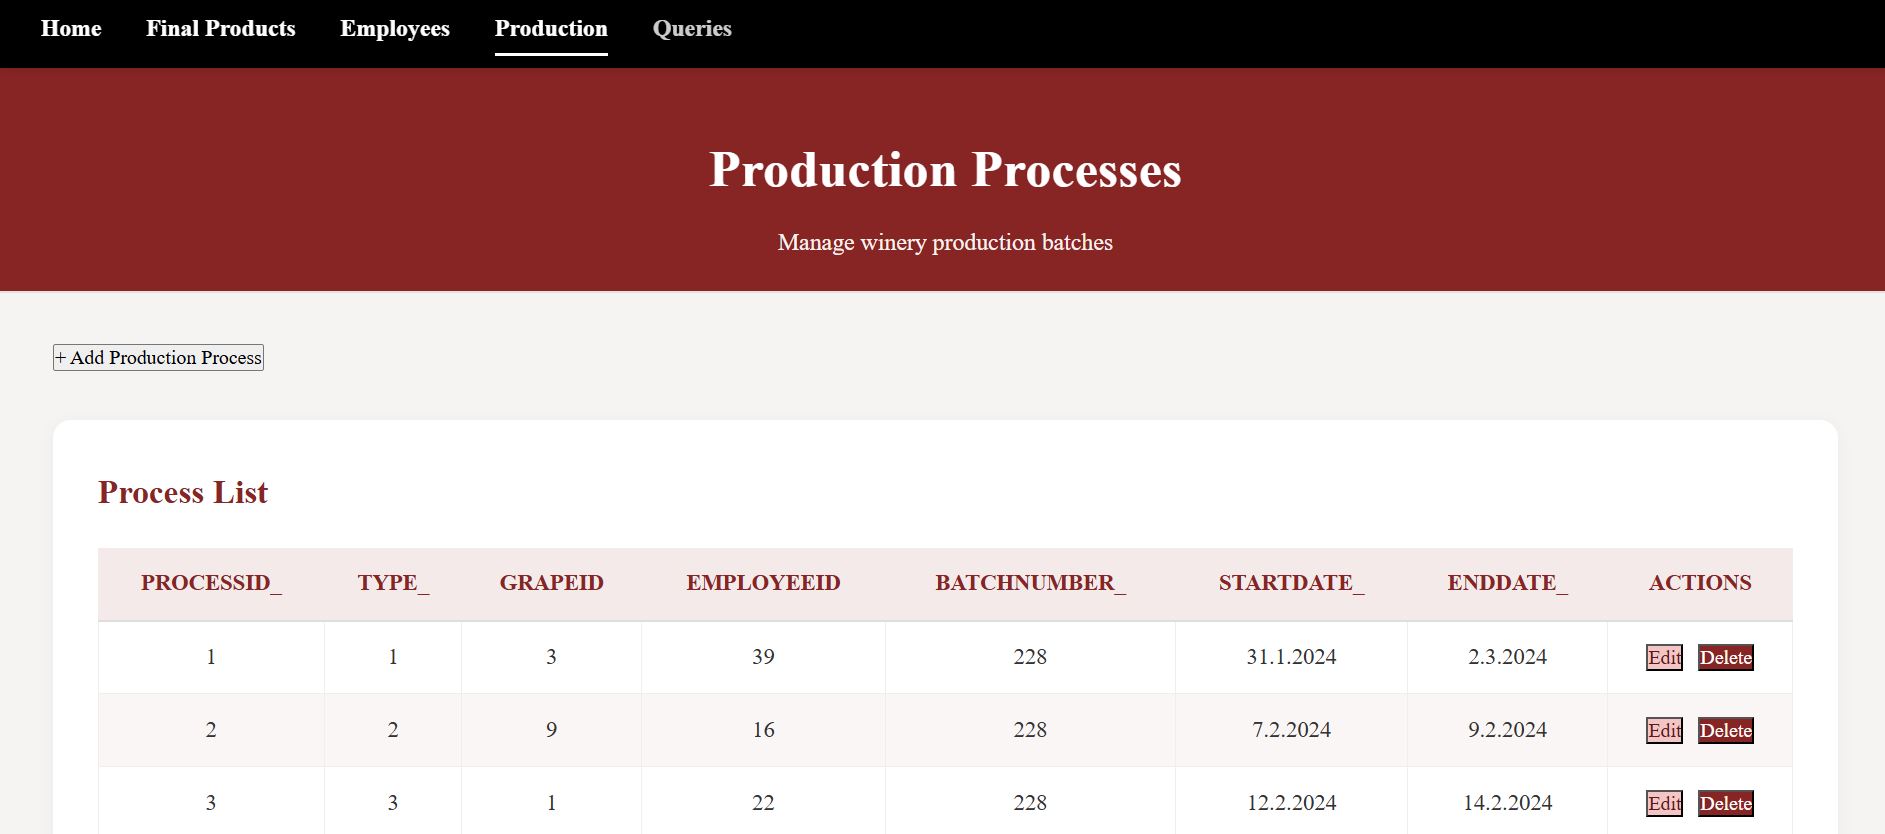 Home Final Products Employees Production Queries
Production Processes
Manage winery production batches
+ Add Production Process
Process List
PROCESSID_ TYPE_ GRAPEID EMPLOYEEID BATCHNUMBER_ STARTDATE_ ENDDATE_ ACTIONS
1 1 3 39 228 31.1.2024 2.3.2024 Edit Delete
2 2 9 16 228 7.2.2024 9.2.2024 Edit Delete
3 3 1 22 228 12.2.2024 14.2.2024 Edit Delete